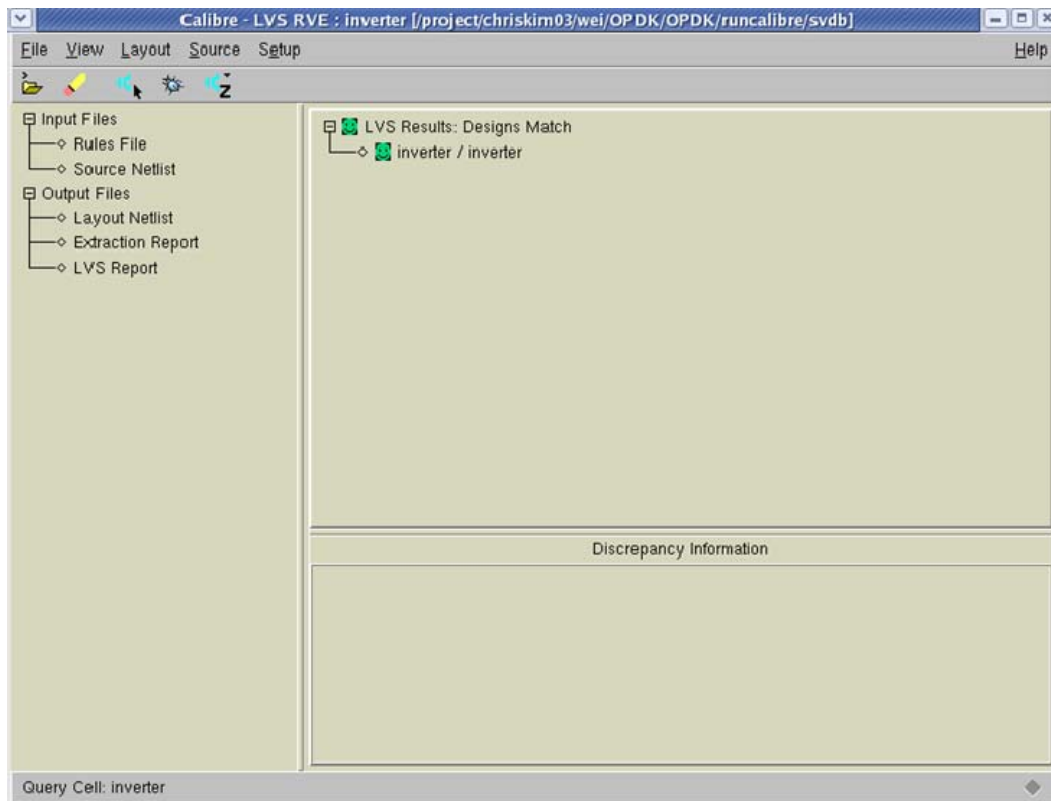 Calibre - LVS RVE : inverter [/project/chriskim03/wei/OPDK/OPDK/runcalibre/svdb]
File View Layout Source Setup Help
Z
Input Files
Rules File
Source Netlist
Output Files
Layout Netlist
Extraction Report
LVS Report
LVS Results:: Designs Match
inverter / inverter
Discrepancy Information
Query Cell: inverter